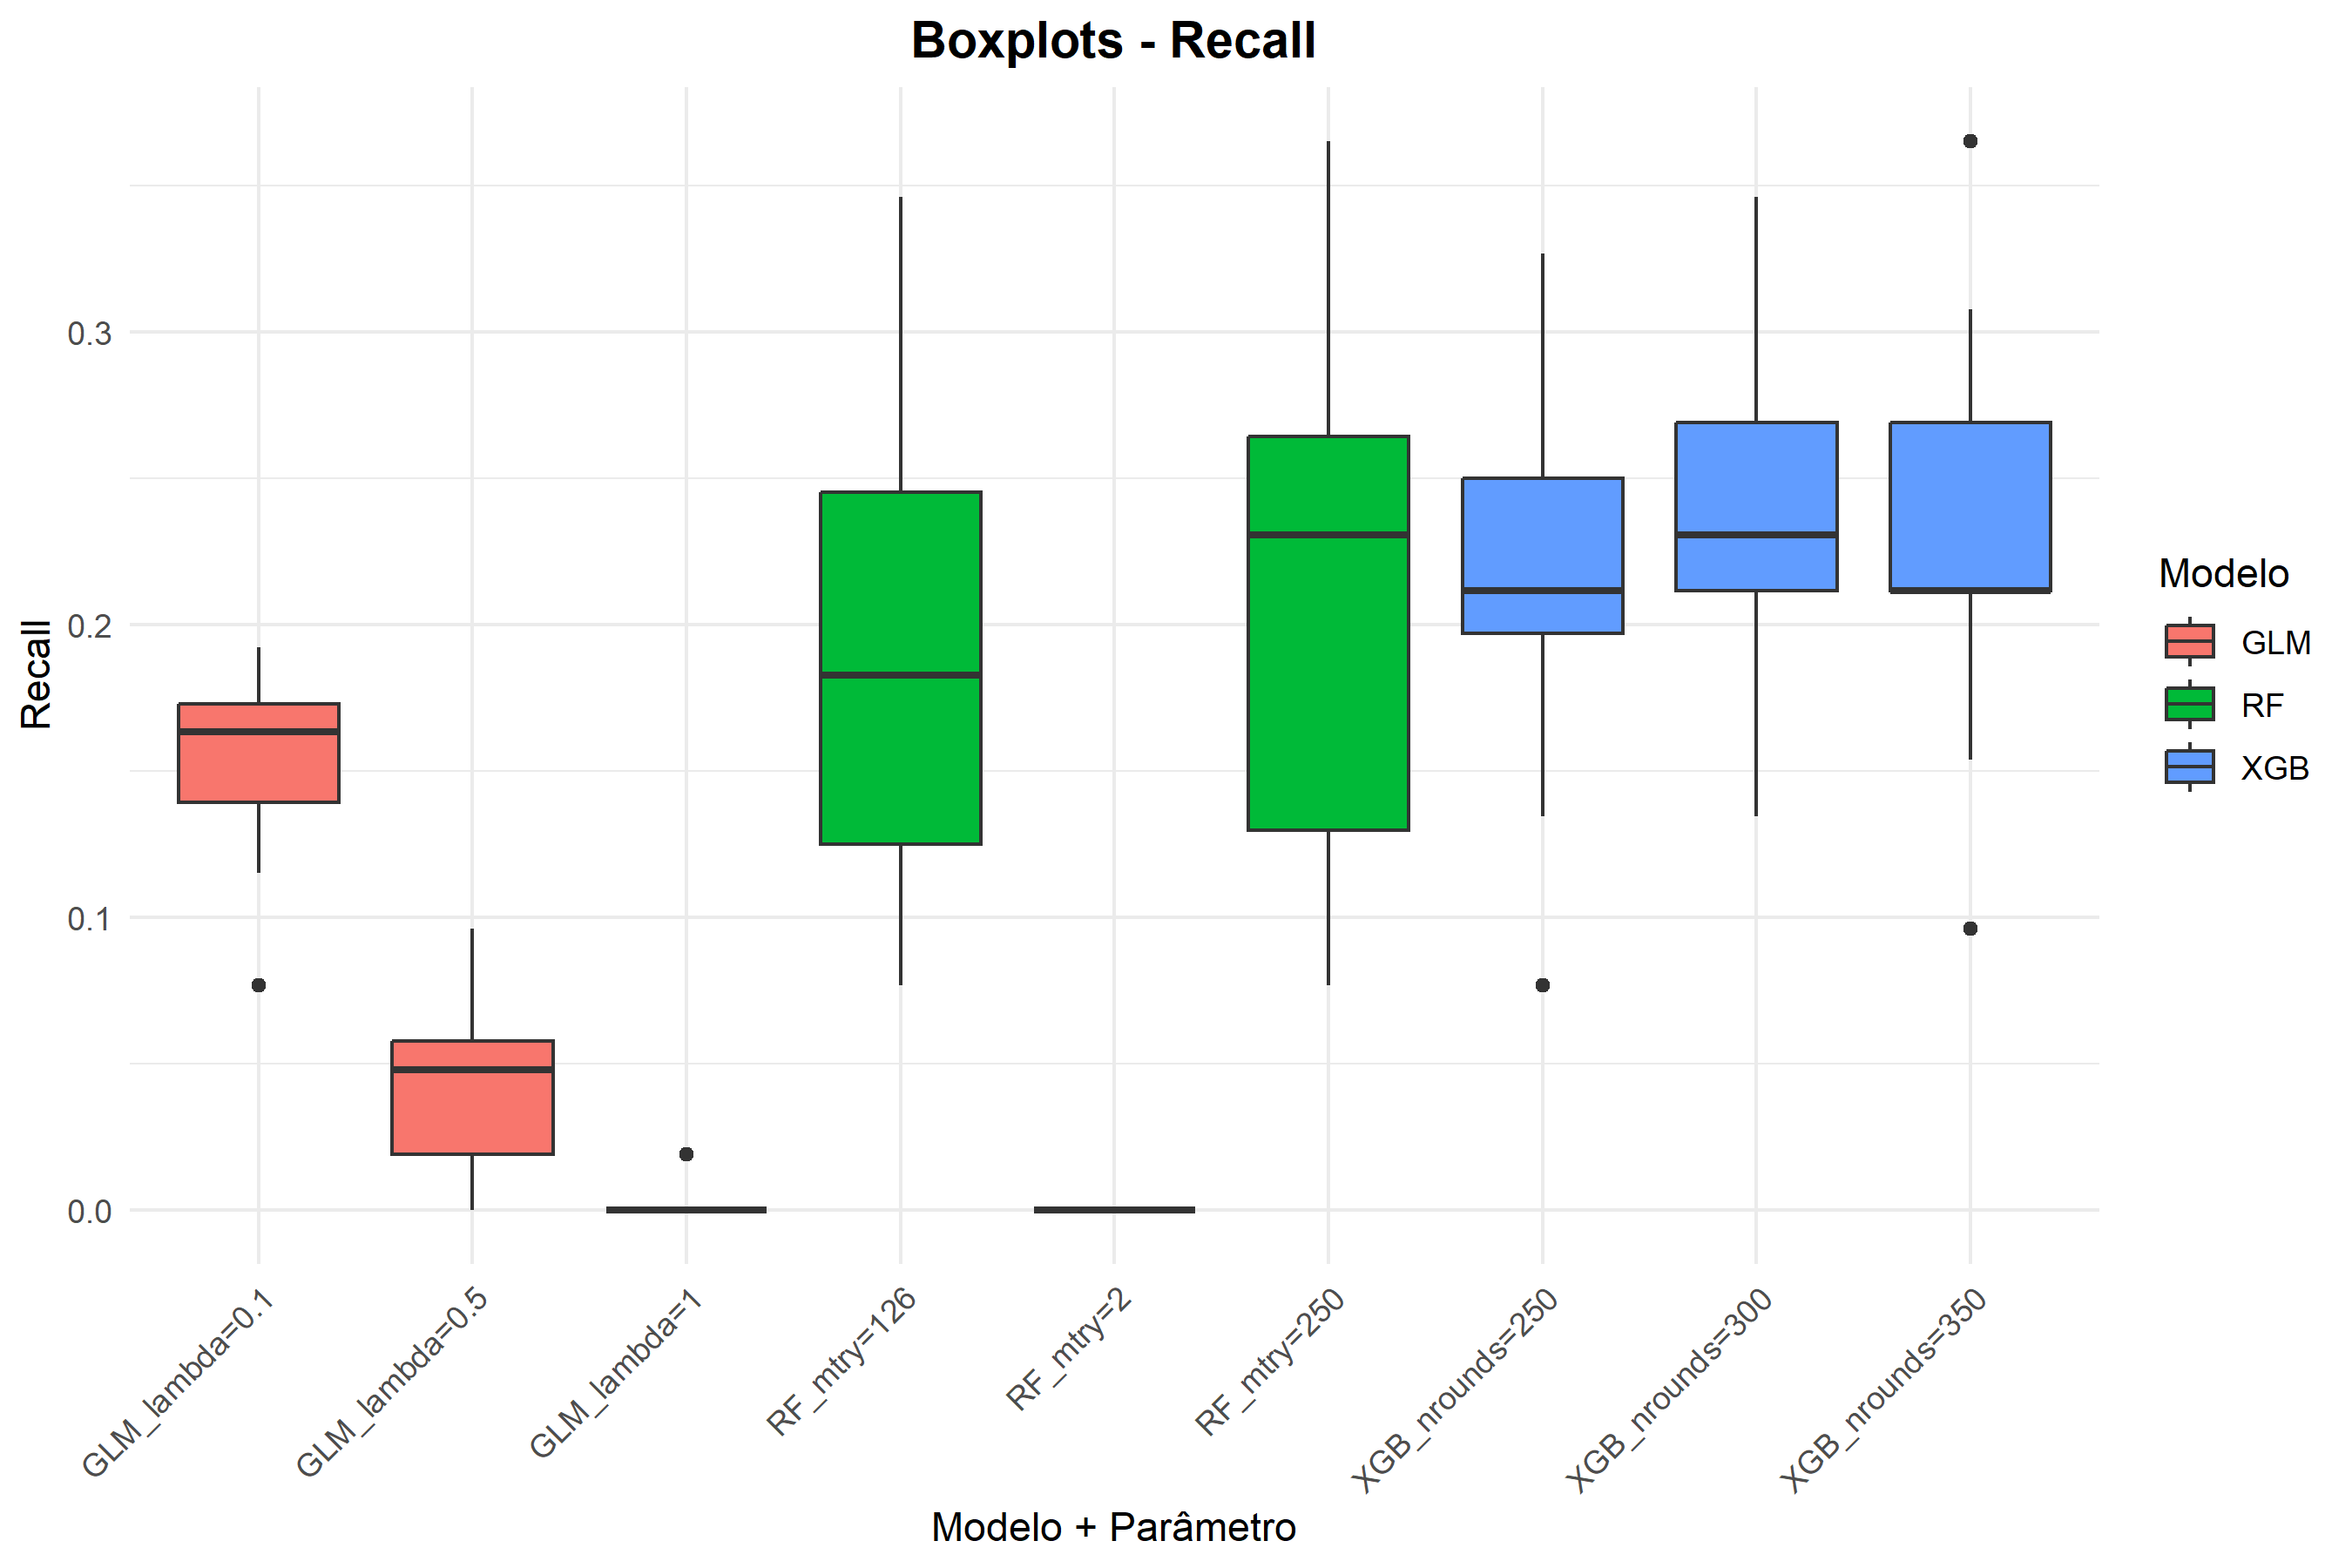 Boxplots - Recall
Recall
0.3
0.2
0.1
0.0
GLM_lambda=0.1
GLM_lambda=0.5
GLM_lambda=1
RF_mtry=126
RF_mtry=2
RF_mtry=250
XGB_nrounds=250
XGB_nrounds=300
XGB_nrounds=350
Modelo + Parâmetro
Modelo
GLM
RF
XGB